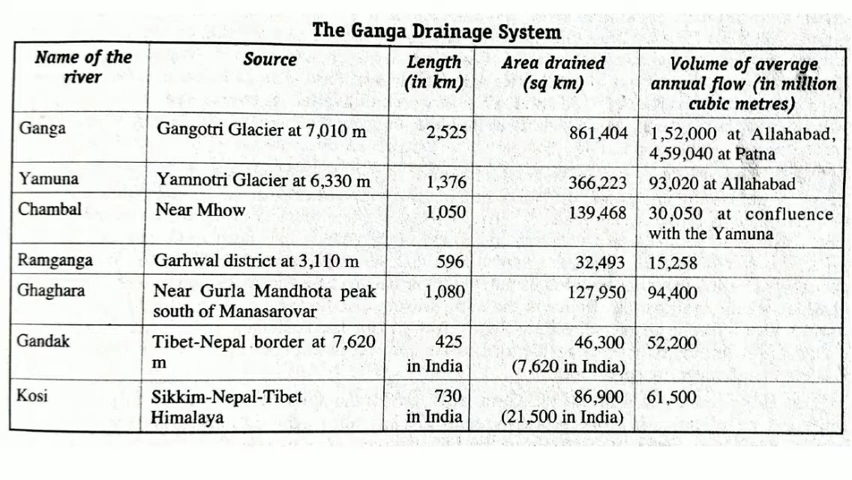 The Ganga Drainage System
Name of the river | Source | Length (in km) | Area drained (sq km) | Volume of average annual flow (in million cubic metres)
Ganga | Gangotri Glacier at 7,010 m | 2,525 | 861,404 | 1,52,000 at Allahabad, 4,59,040 at Patna
Yamuna | Yamnotri Glacier at 6,330 m | 1,376 | 366,223 | 93,020 at Allahabad
Chambal | Near Mhow | 1,050 | 139,468 | 30,050 at confluence with the Yamuna
Ramganga | Garhwal district at 3,110 m | 596 | 32,493 | 15,258
Ghaghara | Near Gurla Mandhota peak south of Manasarovar | 1,080 | 127,950 | 94,400
Gandak | Tibet-Nepal border at 7,620 m | 425 in India | 46,300 (7,620 in India) | 52,200
Kosi | Sikkim-Nepal-Tibet Himalaya | 730 in India | 86,900 (21,500 in India) | 61,500